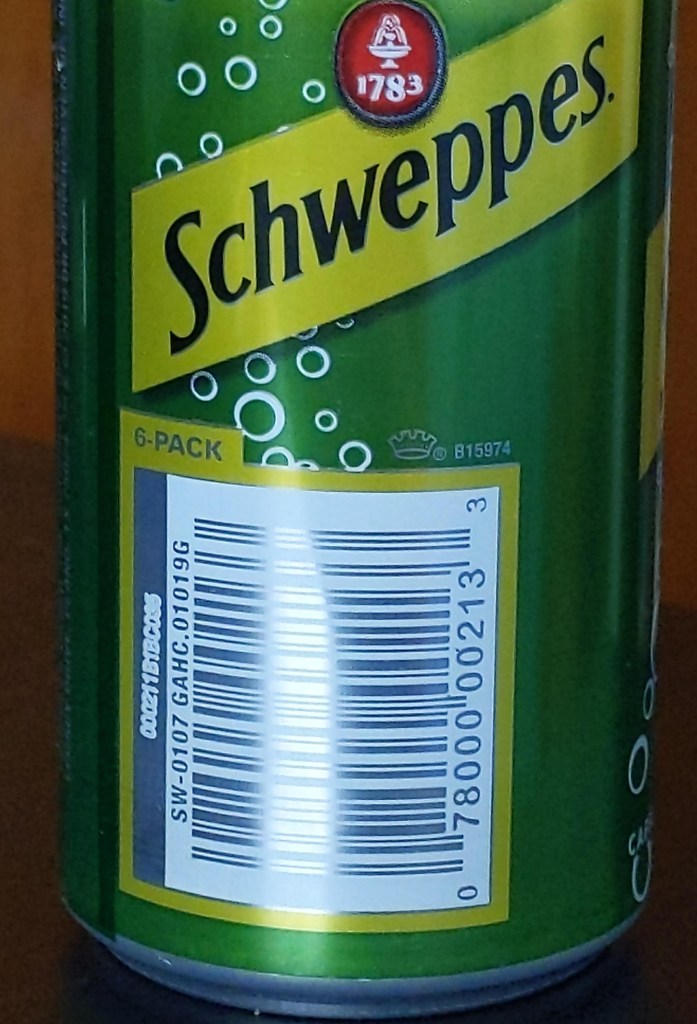 1783
Schweppes.
6-PACK
® B15974
SW-0107 GAHC.01019G
0 78000 00213 3